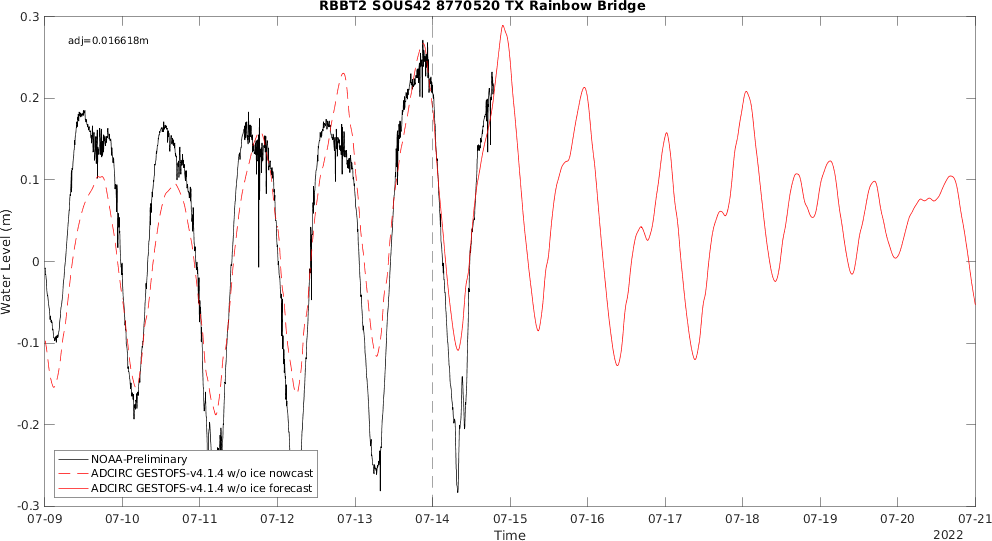 RBBT2 SOUS42 8770520 TX Rainbow Bridge
adj=0.016618m
0.3
0.2
0.1
0
-0.1
-0.2
-0.3
Water Level (m)
NOAA-Preliminary
ADCIRC GESTOFS-v4.1.4 w/o ice nowcast
ADCIRC GESTOFS-v4.1.4 w/o ice forecast
07-09 07-10 07-11 07-12 07-13 07-14 07-15 07-16 07-17 07-18 07-19 07-20 07-21
Time
2022